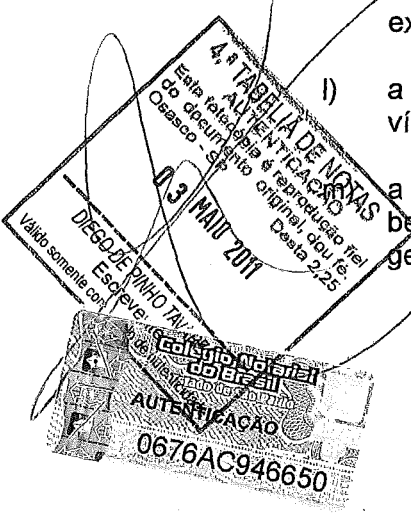 ex
l) a
ví
m) a
be
ge
4.ª TABELIÃ DE NOTAS
AUTENTICAÇÃO
Esta fotocópia é reprodução fiel
do documento original, dou fé.
Osasco - SP Desta 2,25
03 MAIO 2011
DIEGO DE PINHO TAV
Escreve
Válido somente com
Colégio Notarial
do Brasil
AUTENTICAÇÃO
0676AC946650